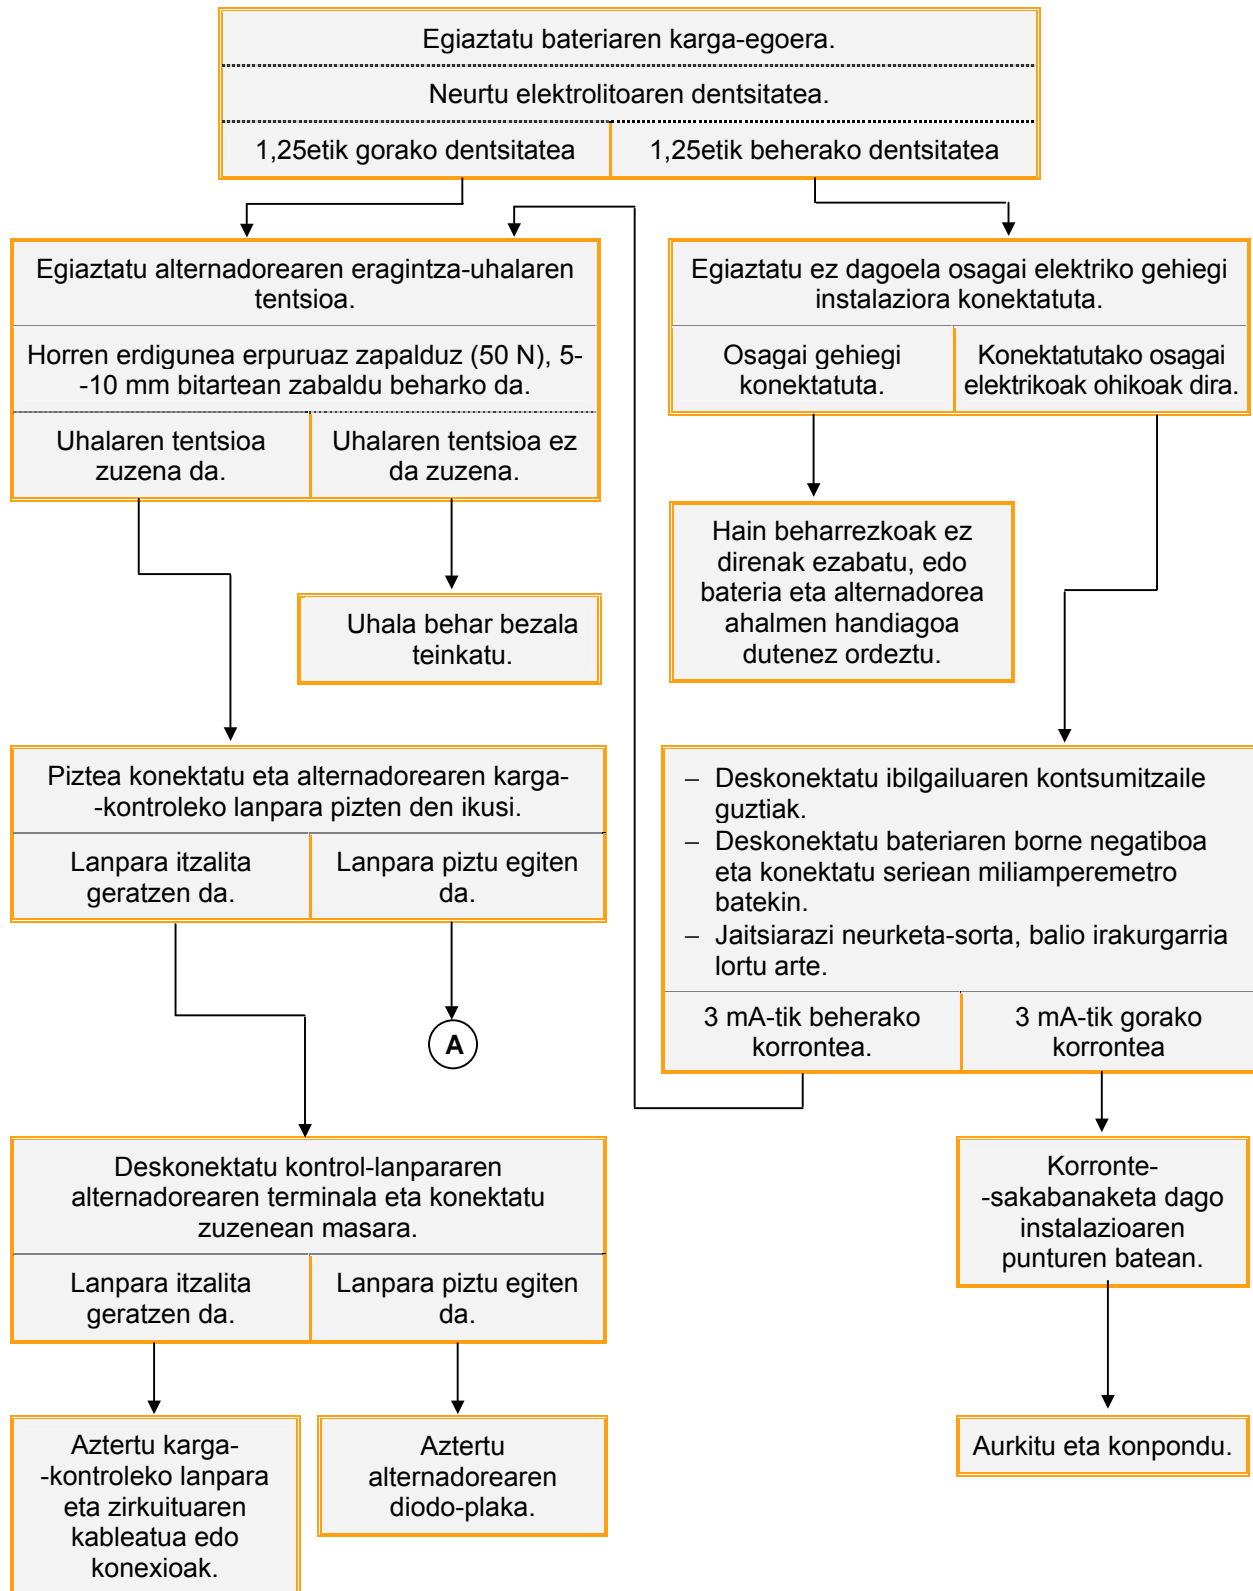 Egiaztatu bateriaren karga-egoera.
Neurtu elektrolitoaren dentsitatea.
1,25etik gorako dentsitatea
1,25etik beherako dentsitatea
Egiaztatu alternadorearen eragintza-uhalaren
tentsioa.
Horren erdigunea erpuruaz zapalduz (50 N), 5-
-10 mm bitartean zabaldu beharko da.
Uhalaren tentsioa
zuzena da.
Uhalaren tentsioa ez
da zuzena.
Egiaztatu ez dagoela osagai elektriko gehiegi
instalaziora konektatuta.
Osagai gehiegi
konektatuta.
Konektatutako osagai
elektrikoak ohikoak dira.
Uhala behar bezala
teinkatu.
Hain beharrezkoak ez
direnak ezabatu, edo
bateria eta alternadorea
ahalmen handiagoa
dutenez ordeztu.
Piztea konektatu eta alternadorearen karga-
-kontroleko lanpara pizten den ikusi.
Lanpara itzalita
geratzen da.
Lanpara piztu egiten
da.
A
– Deskonektatu ibilgailuaren kontsumitzaile
guztiak.
– Deskonektatu bateriaren borne negatiboa
eta konektatu seriean miliamperemetro
batekin.
– Jaitsiarazi neurketa-sorta, balio irakurgarria
lortu arte.
3 mA-tik beherako
korrontea.
3 mA-tik gorako
korrontea
Deskonektatu kontrol-lanpararen
alternadorearen terminala eta konektatu
zuzenean masara.
Lanpara itzalita
geratzen da.
Lanpara piztu egiten
da.
Korronte-
-sakabanaketa dago
instalazioaren
punturen batean.
Aztertu karga-
-kontroleko lanpara
eta zirkuituaren
kableatua edo
konexioak.
Aztertu
alternadorearen
diodo-plaka.
Aurkitu eta konpondu.